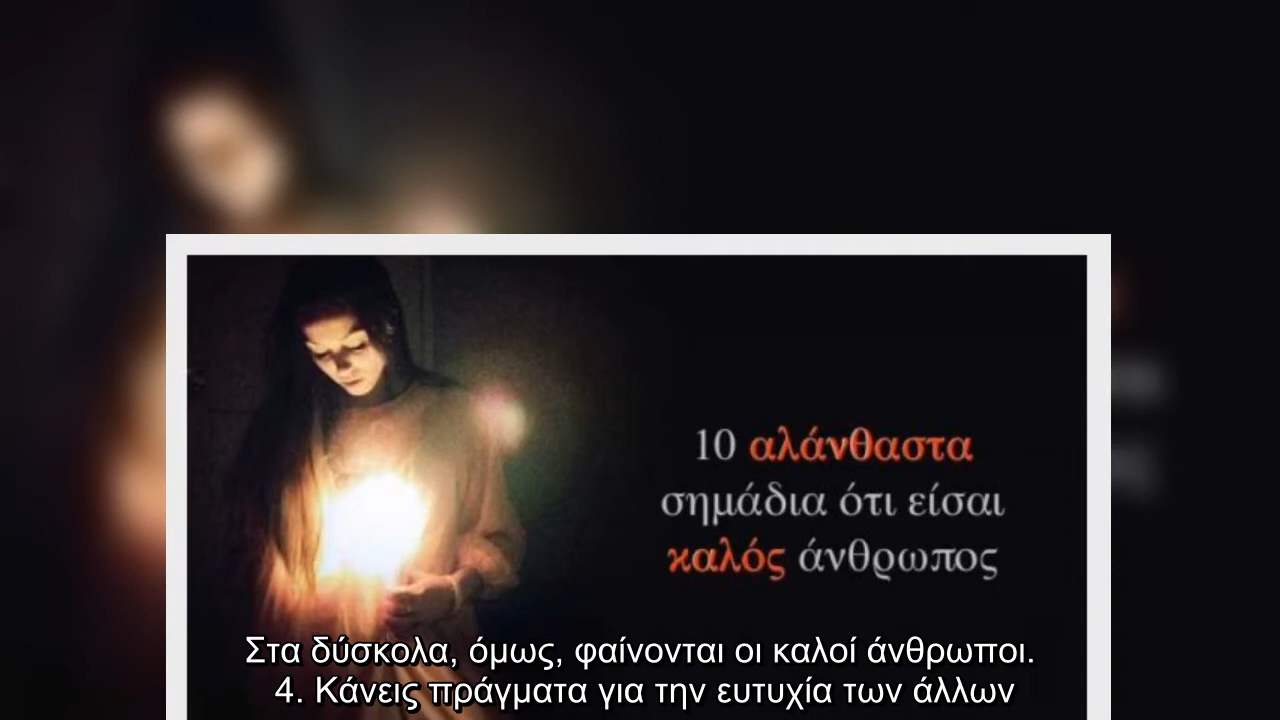 10 αλάνθαστα
σημάδια ότι είσαι
καλός άνθρωπος
Στα δύσκολα, όμως, φαίνονται οι καλοί άνθρωποι.
4. Κάνεις πράγματα για την ευτυχία των άλλων